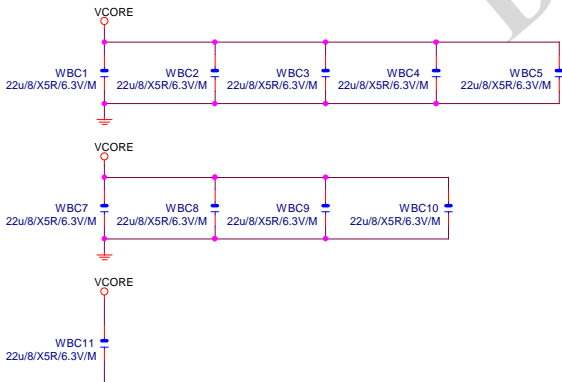 VCORE
WBC1 WBC2 WBC3 WBC4 WBC5
22u/8/X5R/6.3V/M 22u/8/X5R/6.3V/M 22u/8/X5R/6.3V/M 22u/8/X5R/6.3V/M 22u/8/X5R/6.3V/M
VCORE
WBC7 WBC8 WBC9 WBC10
22u/8/X5R/6.3V/M 22u/8/X5R/6.3V/M 22u/8/X5R/6.3V/M 22u/8/X5R/6.3V/M
VCORE
WBC11
22u/8/X5R/6.3V/M